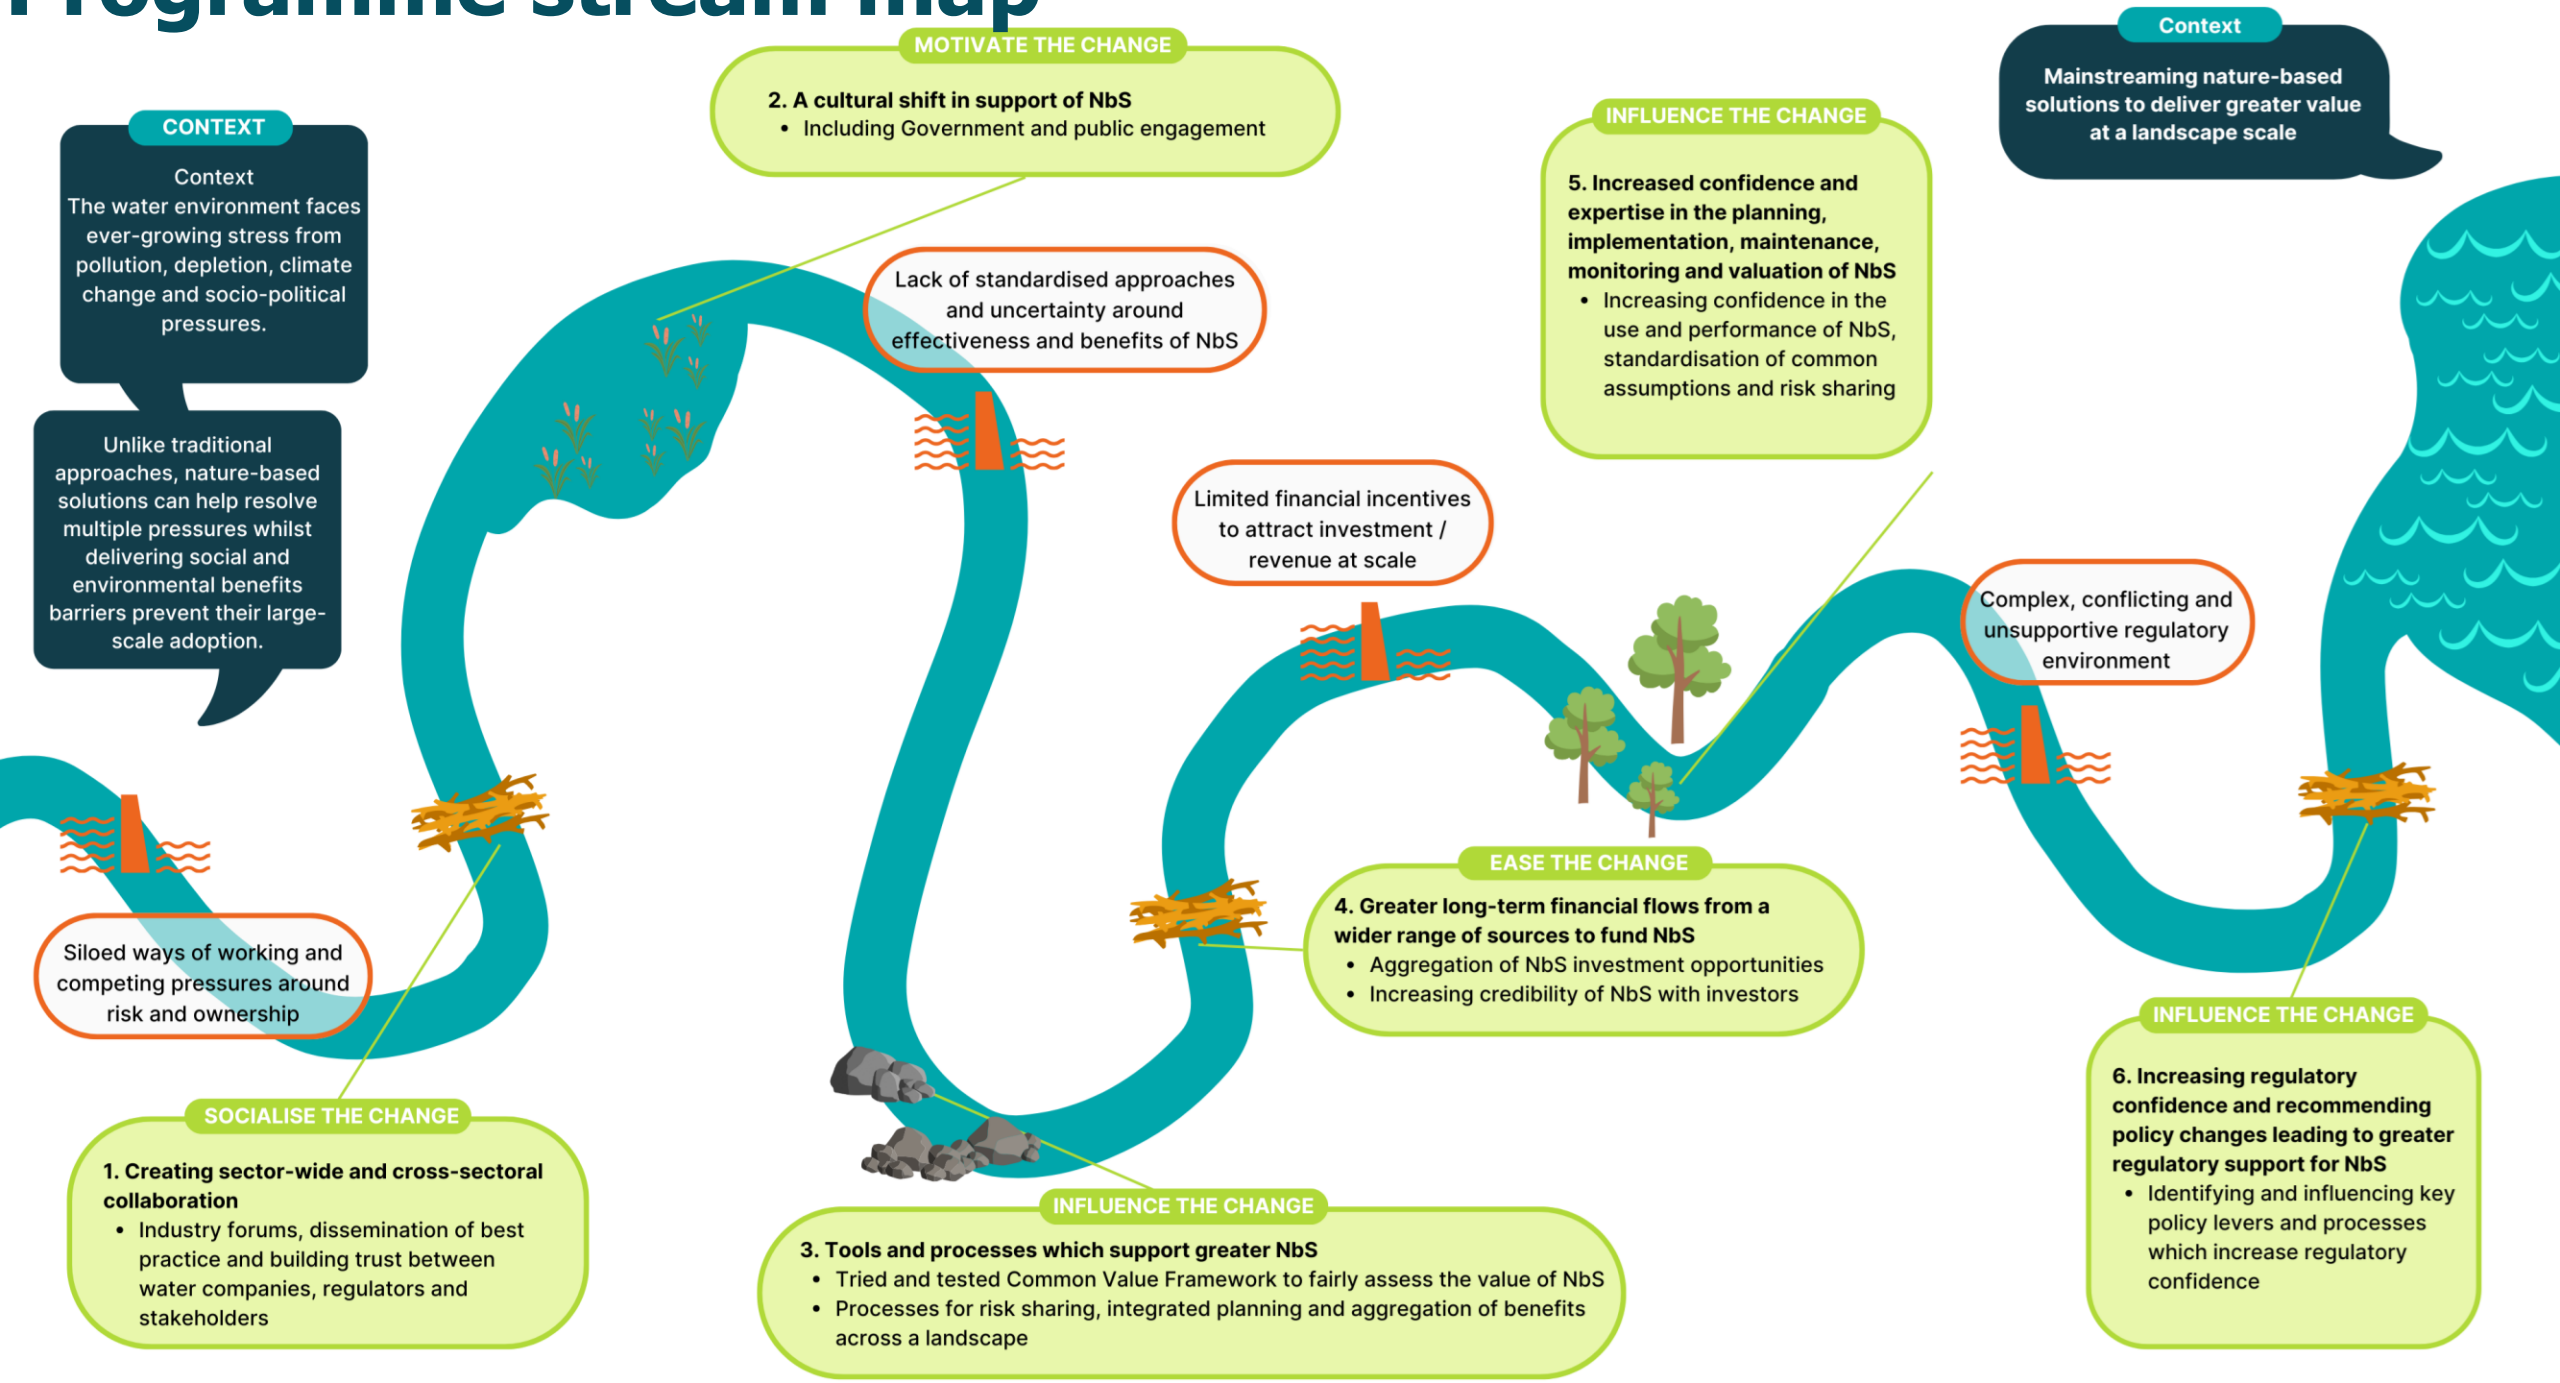 Programme stream map
CONTEXT
Context
The water environment faces
ever-growing stress from
pollution, depletion, climate
change and socio-political
pressures.
Unlike traditional
approaches, nature-based
solutions can help resolve
multiple pressures whilst
delivering social and
environmental benefits
barriers prevent their large-
scale adoption.
Siloed ways of working and
competing pressures around
risk and ownership
SOCIALISE THE CHANGE
1. Creating sector-wide and cross-sectoral
collaboration
• Industry forums, dissemination of best
practice and building trust between
water companies, regulators and
stakeholders
MOTIVATE THE CHANGE
2. A cultural shift in support of NbS
• Including Government and public engagement
Lack of standardised approaches
and uncertainty around
effectiveness and benefits of NbS
INFLUENCE THE CHANGE
3. Tools and processes which support greater NbS
• Tried and tested Common Value Framework to fairly assess the value of NbS
• Processes for risk sharing, integrated planning and aggregation of benefits
across a landscape
Limited financial incentives
to attract investment /
revenue at scale
EASE THE CHANGE
4. Greater long-term financial flows from a
wider range of sources to fund NbS
• Aggregation of NbS investment opportunities
• Increasing credibility of NbS with investors
INFLUENCE THE CHANGE
5. Increased confidence and
expertise in the planning,
implementation, maintenance,
monitoring and valuation of NbS
• Increasing confidence in the
use and performance of NbS,
standardisation of common
assumptions and risk sharing
Complex, conflicting and
unsupportive regulatory
environment
INFLUENCE THE CHANGE
6. Increasing regulatory
confidence and recommending
policy changes leading to greater
regulatory support for NbS
• Identifying and influencing key
policy levers and processes
which increase regulatory
confidence
Context
Mainstreaming nature-based
solutions to deliver greater value
at a landscape scale